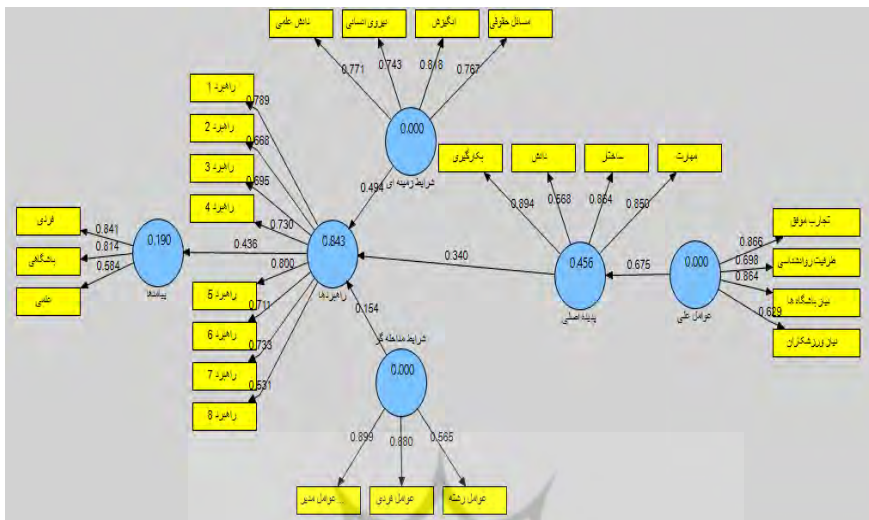 مسائل حقوقی
انگیزش
نیروی انسانی
دانش علمی
0.767
0.818
0.743
0.771
0.000
شرایط زمینه ای
0.494
مهارت
ساختار
دانش
بکارگیری
0.850
0.864
0.568
0.894
0.456
پدیده اصلی
تجارب موفق
ظرفیت روانشناسی
نیاز باشگاه ها
نیاز ورزشکاران
0.866
0.698
0.864
0.629
0.000
عوامل علی
0.675
0.340
راهبرد 1
راهبرد 2
راهبرد 3
راهبرد 4
راهبرد 5
راهبرد 6
راهبرد 7
راهبرد 8
0.789
0.668
0.695
0.730
0.800
0.711
0.733
0.531
0.843
راهبردها
0.436
فردی
باشگاهی
علمی
0.841
0.814
0.584
0.190
پیامدها
0.154
شرایط مداخله گر
0.000
0.899
0.880
0.565
عوامل رشته
عوامل فردی
عوامل مدیر ...